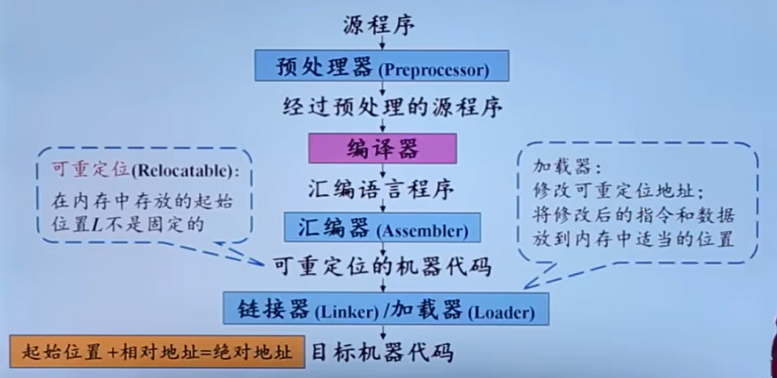 源程序
预处理器(Preprocessor)
经过预处理的源程序
编译器
可重定位(Relocatable):
在内存中存放的起始
位置L不是固定的
汇编语言程序
汇编器(Assembler)
加载器:
修改可重定位地址;
将修改后的指令和数据
放到内存中适当的位置
可重定位的机器代码
链接器(Linker)/加载器(Loader)
起始位置+相对地址=绝对地址
目标机器代码